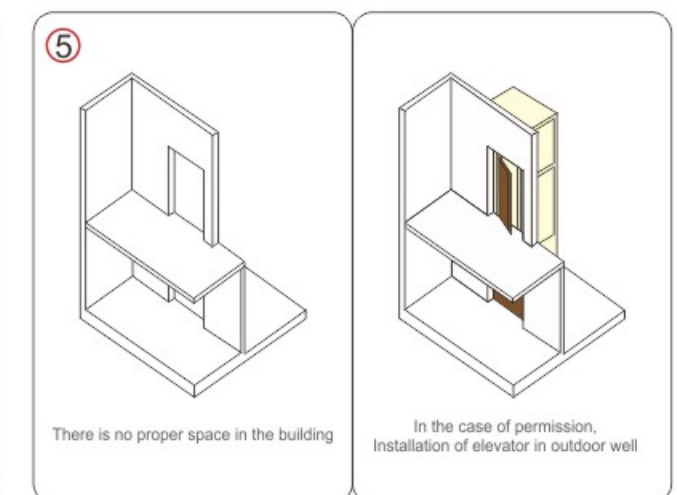 5
There is no proper space in the building
In the case of permission,
Installation of elevator in outdoor well